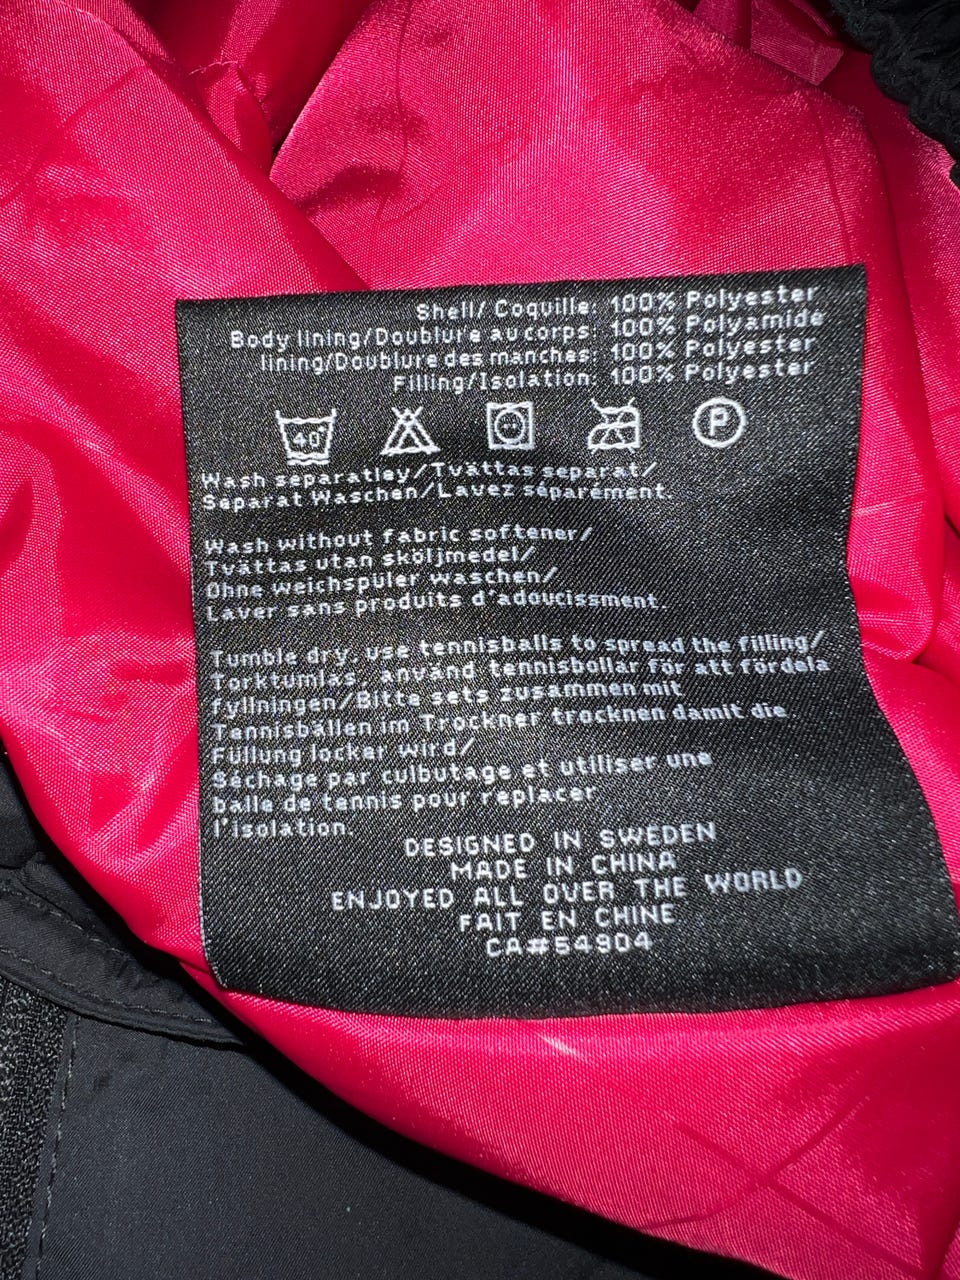 Shell/ Coquille: 100% Polyester
Body lining/Doublure au corps: 100% Polyamide
lining/Doublure des manches: 100% Polyester
Filling/Isolation: 100% Polyester
40° P
Wash separatley/Tvättas separat/
Separat Waschen/Lavez séparément.
Wash without fabric softener/
Tvättas utan sköljmedel/
Ohne weichspüler waschen/
Laver sans produits d'adoucissment.
Tumble dry, use tennisballs to spread the filling/
Torktumlas, använd tennisbollar för att fördela
fyllningen/Bitte sets zusammen mit
Tennisbällen im Trockner trocknen damit die
Füllung locker wird/
Séchage par culbutage et utiliser une
balle de tennis pour replacer
l'isolation.
DESIGNED IN SWEDEN
MADE IN CHINA
ENJOYED ALL OVER THE WORLD
FAIT EN CHINE
CA#54904